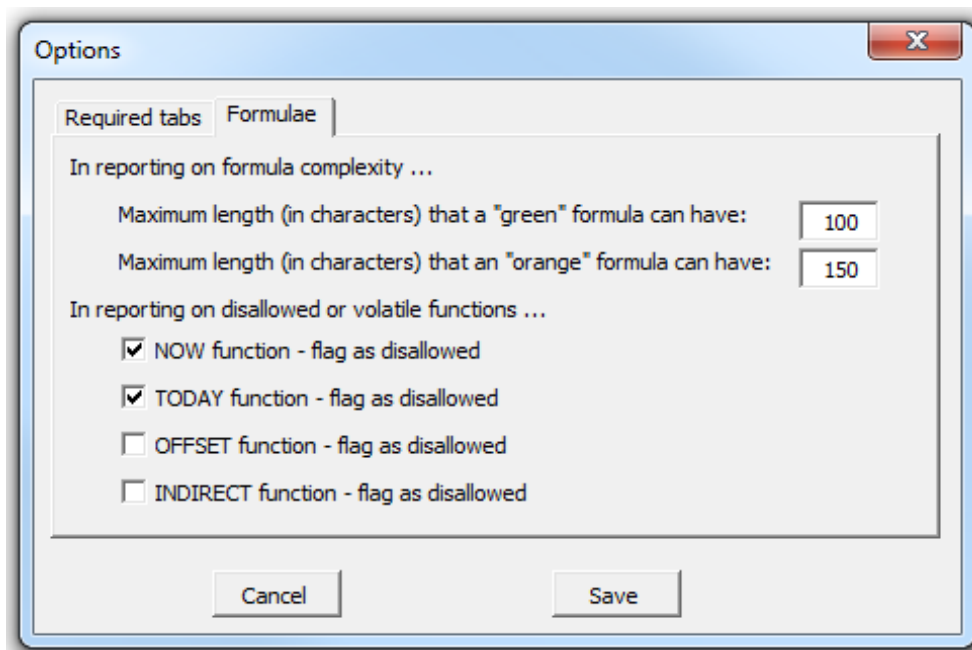 Options
Required tabs
Formulae
In reporting on formula complexity ...
Maximum length (in characters) that a "green" formula can have: 100
Maximum length (in characters) that an "orange" formula can have: 150
In reporting on disallowed or volatile functions ...
NOW function - flag as disallowed
TODAY function - flag as disallowed
OFFSET function - flag as disallowed
INDIRECT function - flag as disallowed
Cancel
Save